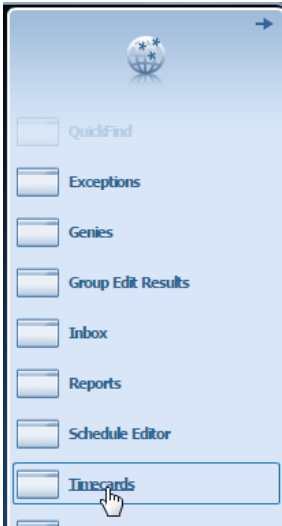 QuickFind
Exceptions
Genies
Group Edit Results
Inbox
Reports
Schedule Editor
Timecards